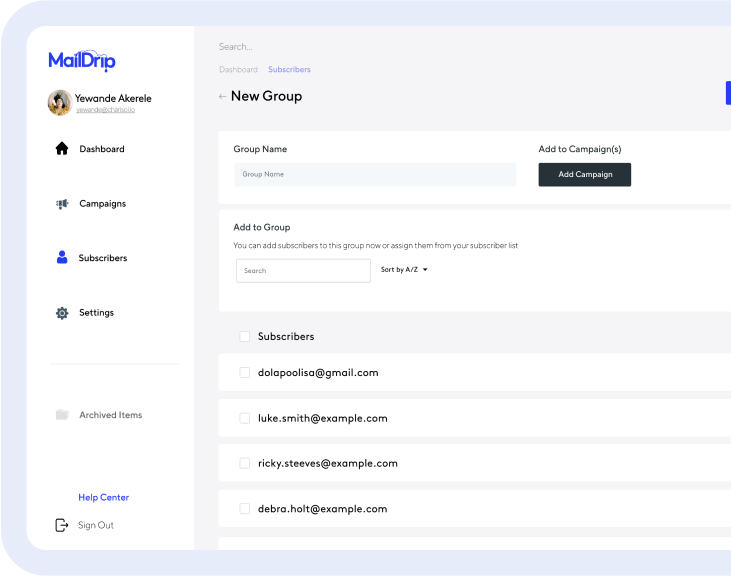 MailDrip
Yewande Akerele
yewande@charisol.io
Dashboard
Campaigns
Subscribers
Settings
Archived Items
Help Center
Sign Out
Search...
Dashboard Subscribers
← New Group
Group Name
Add to Campaign(s)
Group Name
Add Campaign
Add to Group
You can add subscribers to this group now or assign them from your subscriber list
Search
Sort by A/Z
Subscribers
dolapoolisa@gmail.com
luke.smith@example.com
ricky.steeves@example.com
debra.holt@example.com